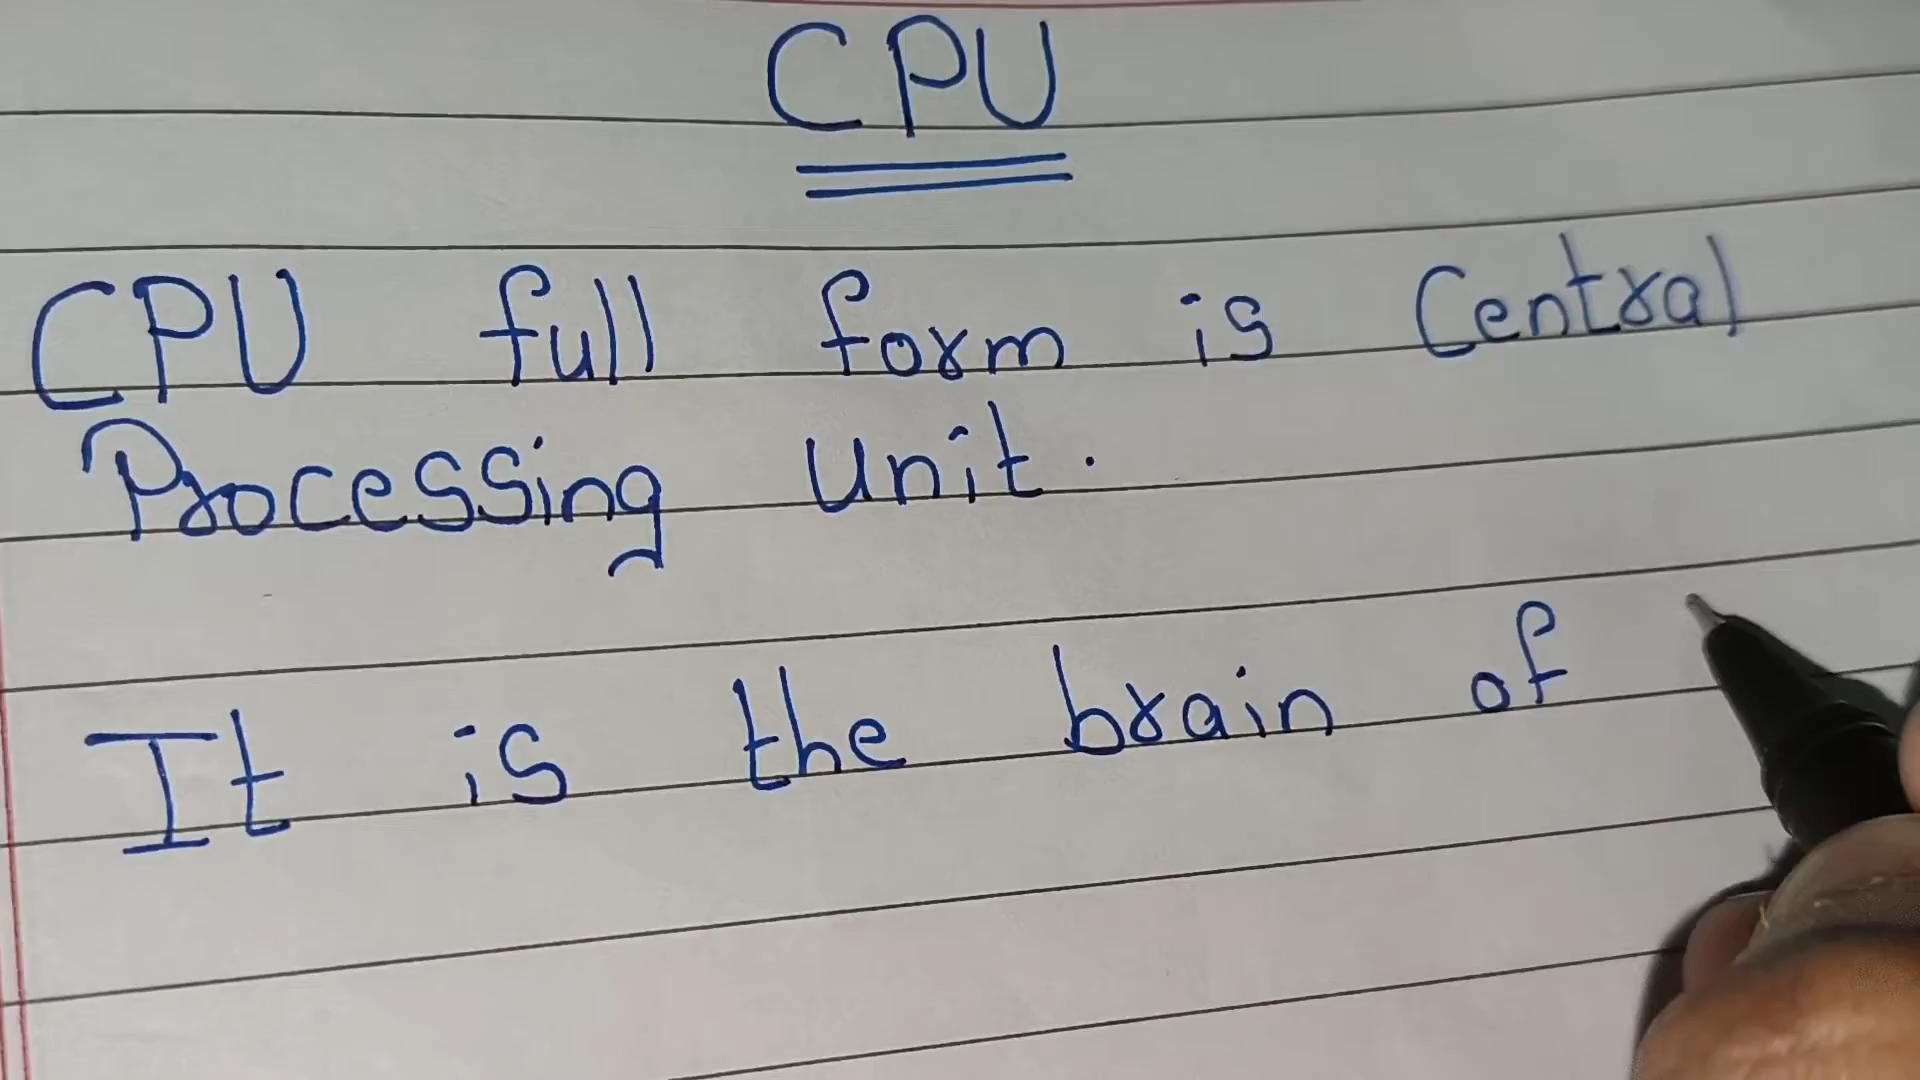 CPU
CPU full form is Central
Processing Unit.
It is the brain of